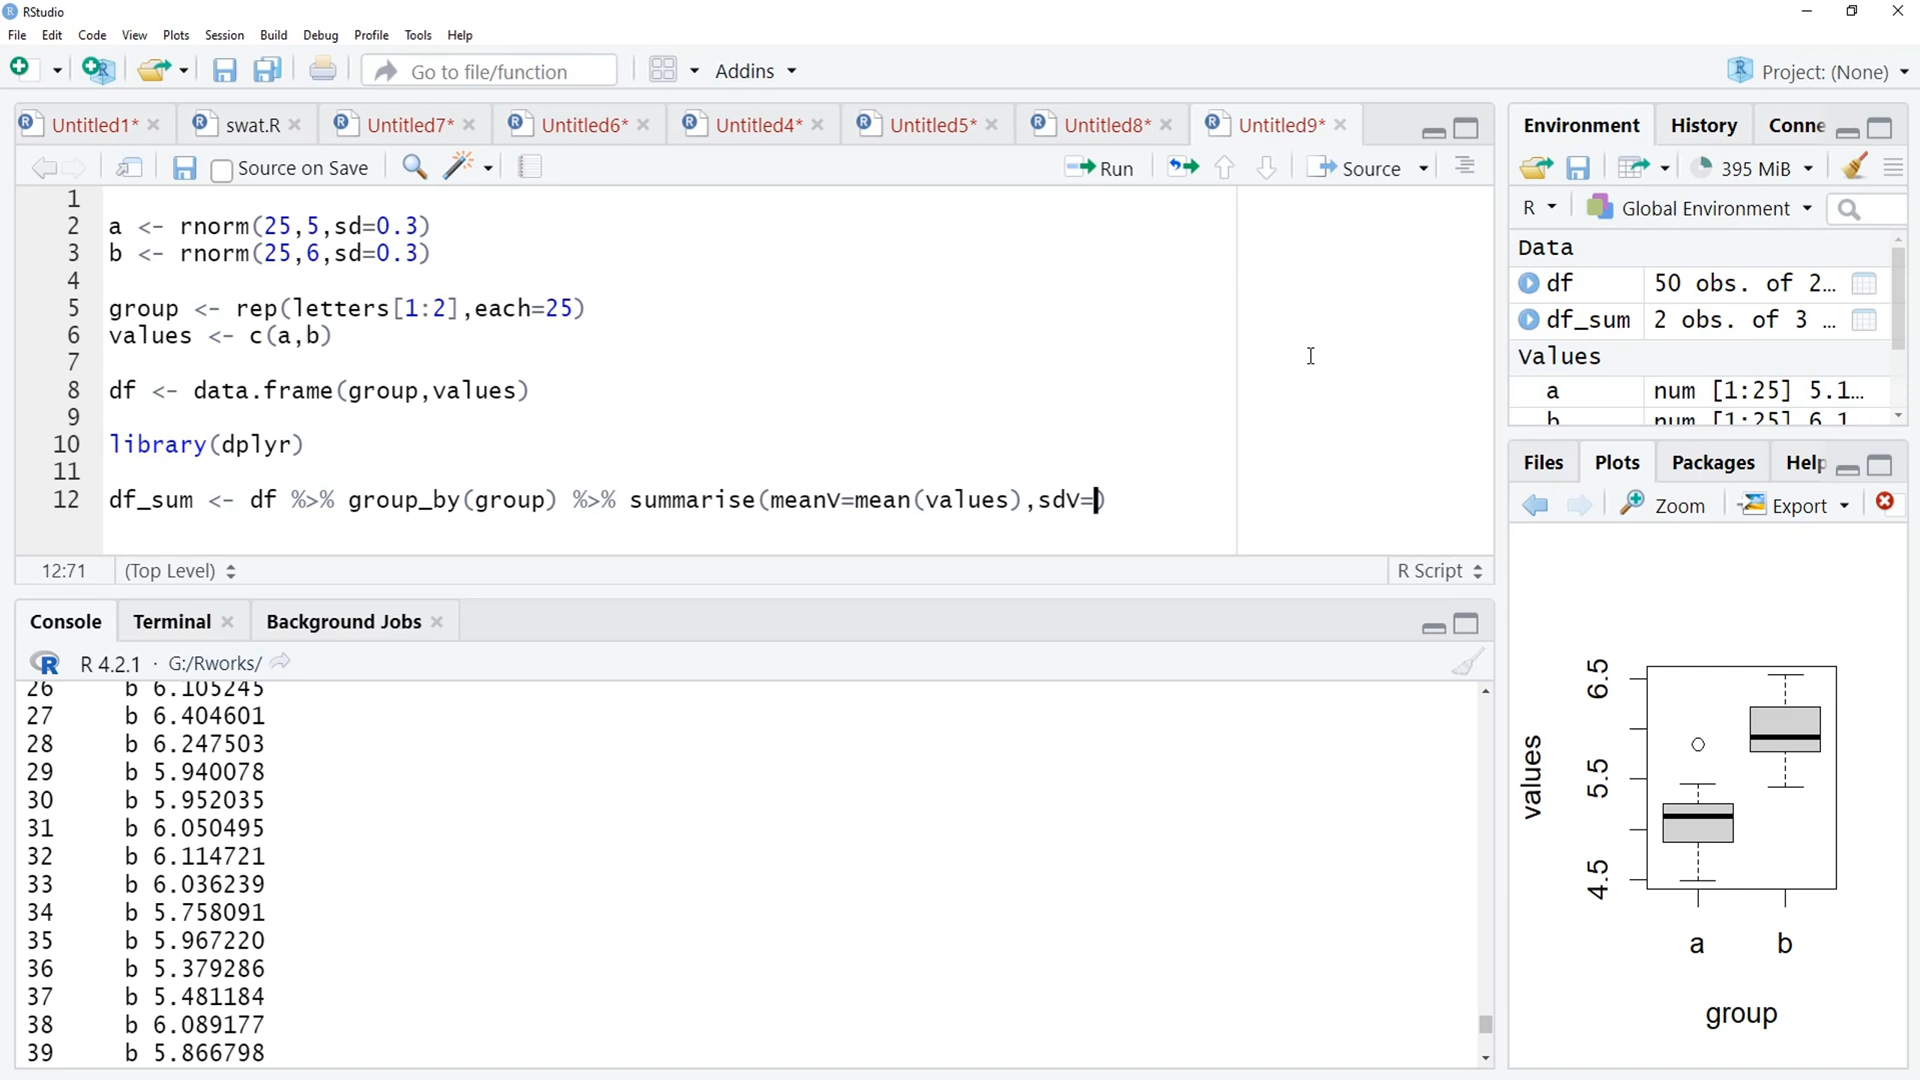 RStudio
File Edit Code View Plots Session Build Debug Profile Tools Help
Go to file/function Addins Project: (None)
Untitled1* swat.R Untitled7* Untitled6* Untitled4* Untitled5* Untitled8* Untitled9*
Source on Save Run Source
1
2 a <- rnorm(25,5,sd=0.3)
3 b <- rnorm(25,6,sd=0.3)
4
5 group <- rep(letters[1:2],each=25)
6 values <- c(a,b)
7
8 df <- data.frame(group,values)
9
10 library(dplyr)
11
12 df_sum <- df %>% group_by(group) %>% summarise(meanV=mean(values),sdV=)
12:71 (Top Level) R Script
Console Terminal Background Jobs
R 4.2.1 · G:/Rworks/
26 b 6.105245
27 b 6.404601
28 b 6.247503
29 b 5.940078
30 b 5.952035
31 b 6.050495
32 b 6.114721
33 b 6.036239
34 b 5.758091
35 b 5.967220
36 b 5.379286
37 b 5.481184
38 b 6.089177
39 b 5.866798
Environment History Conne
395 MiB
R Global Environment
Data
df 50 obs. of 2...
df_sum 2 obs. of 3 ...
Values
a num [1:25] 5.1...
b num [1:25] 6.1
Files Plots Packages Help
Zoom Export
values
6.5
5.5
4.5
a b
group